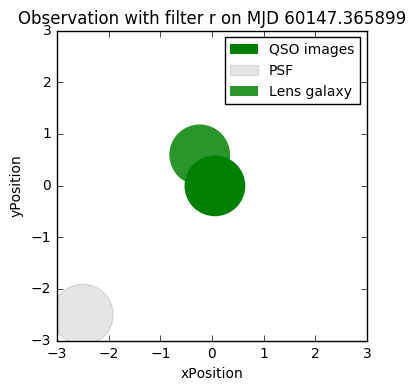 Observation with filter r on MJD 60147.365899
QSO images
PSF
Lens galaxy
3
2
1
0
−1
−2
−3
yPosition
−3 −2 −1 0 1 2 3
xPosition